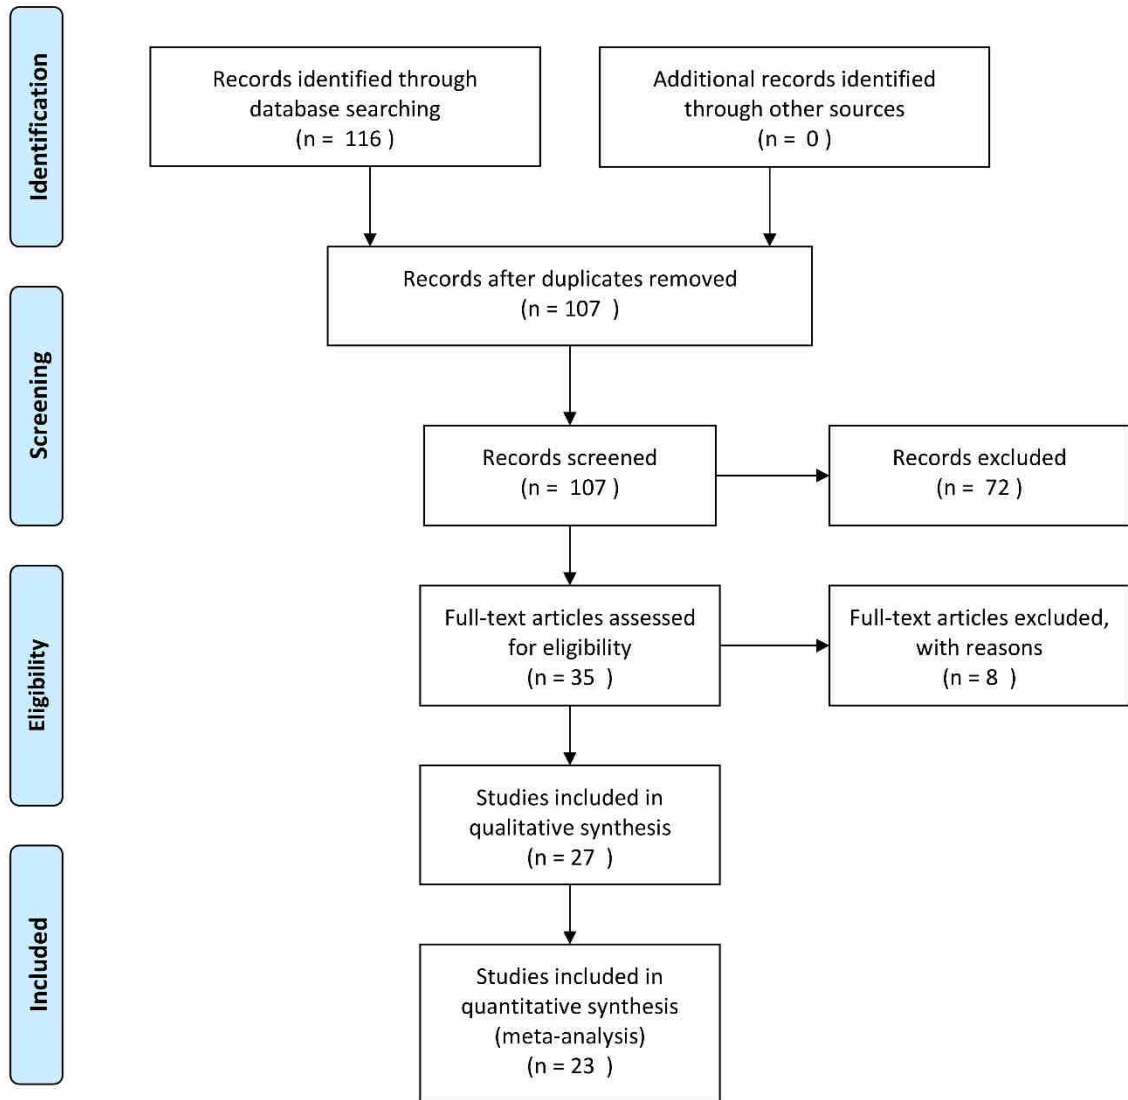 Identification
Records identified through
database searching
(n =  116 )
Additional records identified
through other sources
(n =  0 )
Records after duplicates removed
(n = 107  )
Screening
Records screened
(n =  107 )
Records excluded
(n =  72 )
Eligibility
Full-text articles assessed
for eligibility
(n = 35  )
Full-text articles excluded,
with reasons
(n = 8  )
Studies included in
qualitative synthesis
(n = 27  )
Included
Studies included in
quantitative synthesis
(meta-analysis)
(n = 23  )